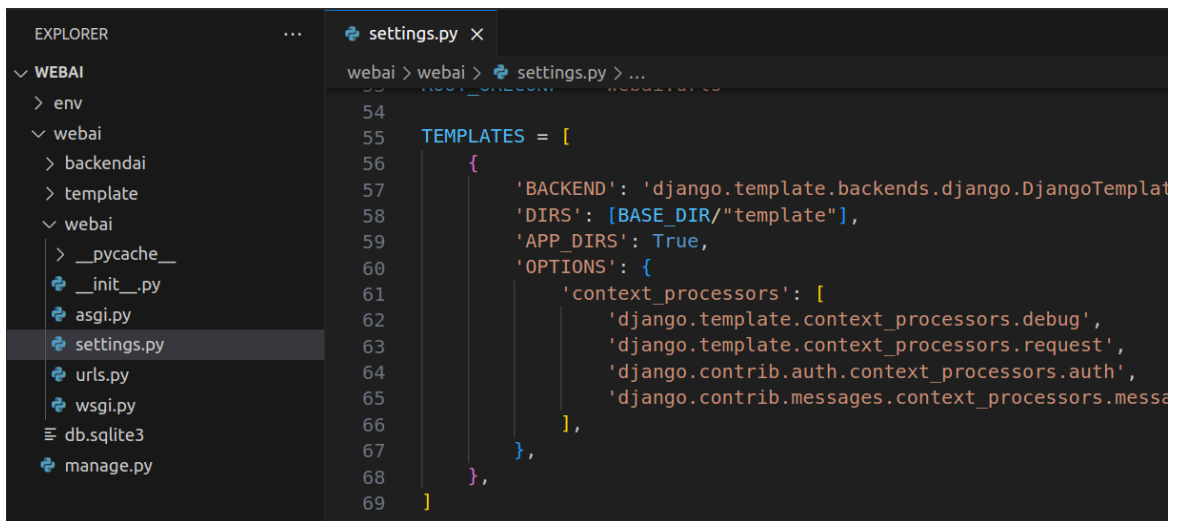 EXPLORER ...
WEBAI
env
webai
backendai
template
webai
__pycache__
__init__.py
asgi.py
settings.py
urls.py
wsgi.py
db.sqlite3
manage.py
settings.py
webai > webai > settings.py > ...
54
55 TEMPLATES = [
56 {
57 'BACKEND': 'django.template.backends.django.DjangoTemplat
58 'DIRS': [BASE_DIR/"template"],
59 'APP_DIRS': True,
60 'OPTIONS': {
61 'context_processors': [
62 'django.template.context_processors.debug',
63 'django.template.context_processors.request',
64 'django.contrib.auth.context_processors.auth',
65 'django.contrib.messages.context_processors.messa
66 ],
67 },
68 },
69 ]